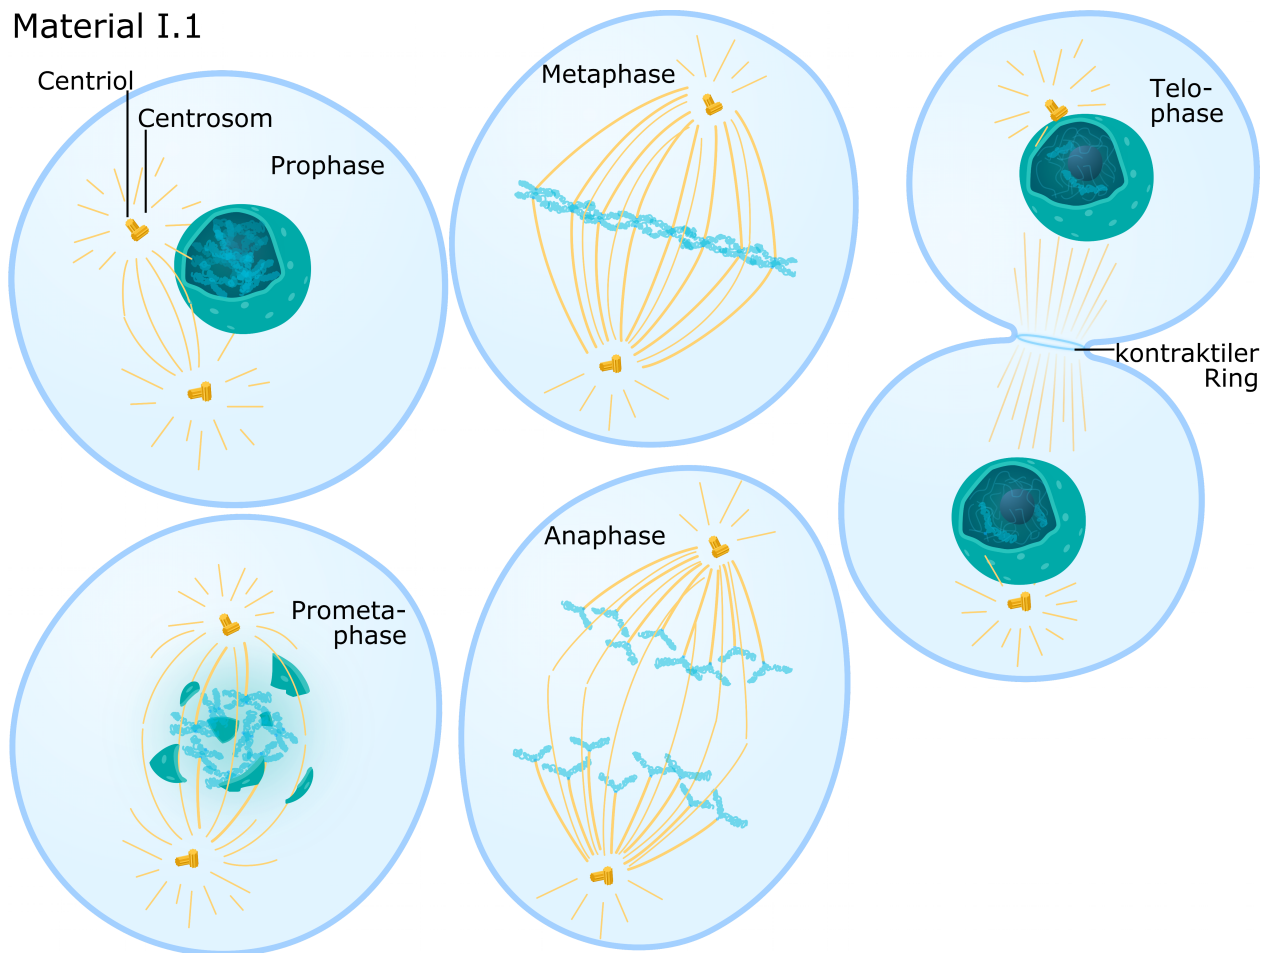 Material I.1
Centriol
Centrosom
Prophase
Prometa-
phase
Metaphase
Anaphase
Telo-
phase
kontraktiler
Ring